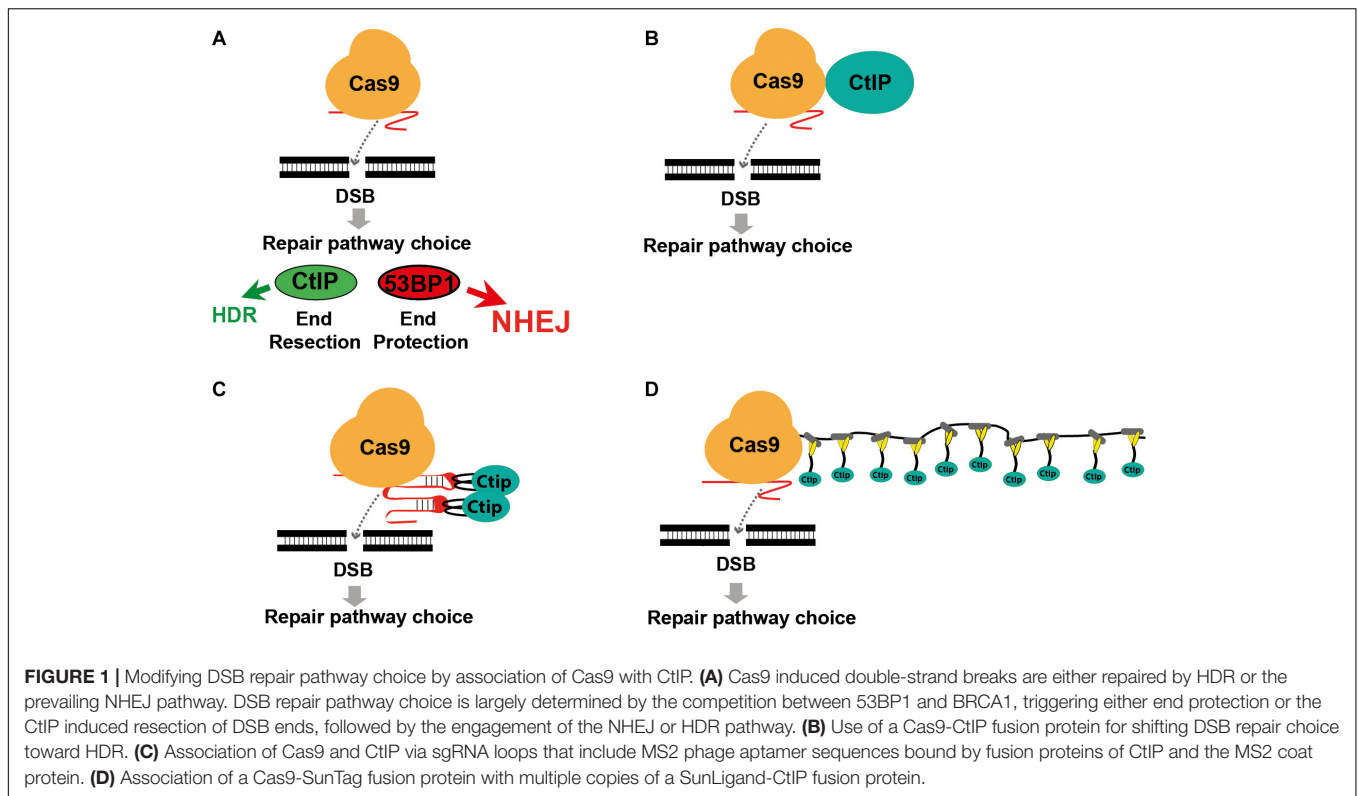 A
Cas9
DSB
Repair pathway choice
CtIP
53BP1
HDR
End
Resection
End
Protection
NHEJ
B
Cas9
CtIP
DSB
Repair pathway choice
C
Cas9
Ctip
Ctip
DSB
Repair pathway choice
D
Cas9
Ctip Ctip Ctip Ctip Ctip Ctip Ctip Ctip Ctip Ctip
DSB
Repair pathway choice
FIGURE 1 | Modifying DSB repair pathway choice by association of Cas9 with CtIP. (A) Cas9 induced double-strand breaks are either repaired by HDR or the
prevailing NHEJ pathway. DSB repair pathway choice is largely determined by the competition between 53BP1 and BRCA1, triggering either end protection or the
CtIP induced resection of DSB ends, followed by the engagement of the NHEJ or HDR pathway. (B) Use of a Cas9-CtIP fusion protein for shifting DSB repair choice
toward HDR. (C) Association of Cas9 and CtIP via sgRNA loops that include MS2 phage aptamer sequences bound by fusion proteins of CtIP and the MS2 coat
protein. (D) Association of a Cas9-SunTag fusion protein with multiple copies of a SunLigand-CtIP fusion protein.